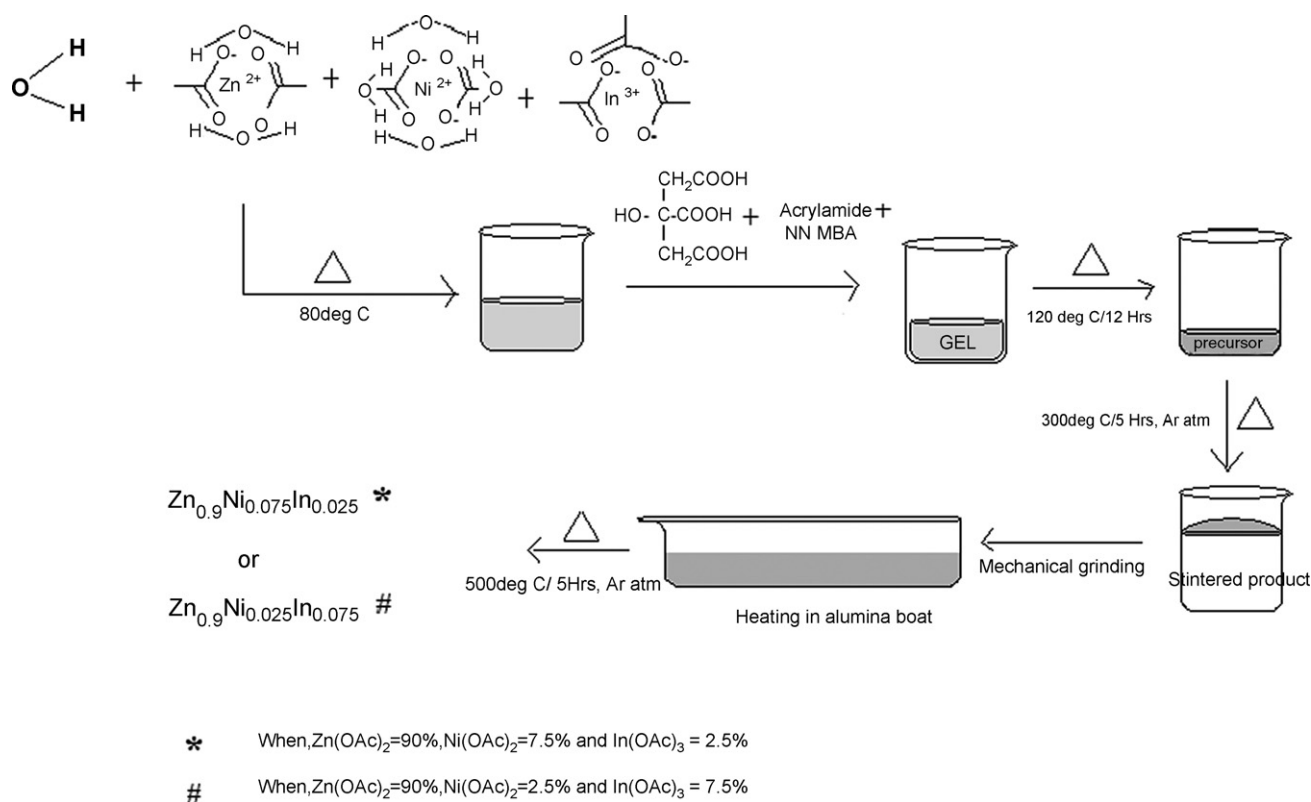 H
O
H
+
H O H
O- O
Zn 2+
O O
H O H
+
H O H
H O- O H
O Ni 2+ O
H O O- H
H O H
+
O O-
O- O
In 3+
O O-
80deg C
CH2COOH
HO- C-COOH + Acrylamide +
NN MBA
CH2COOH
GEL
120 deg C/12 Hrs
precursor
300deg C/5 Hrs, Ar atm
Stintered product
Mechanical grinding
Heating in alumina boat
500deg C/ 5Hrs, Ar atm
Zn0.9Ni0.075In0.025 *
or
Zn0.9Ni0.025In0.075 #
* When,Zn(OAc)2=90%,Ni(OAc)2=7.5% and In(OAc)3 = 2.5%
# When,Zn(OAc)2=90%,Ni(OAc)2=2.5% and In(OAc)3 = 7.5%